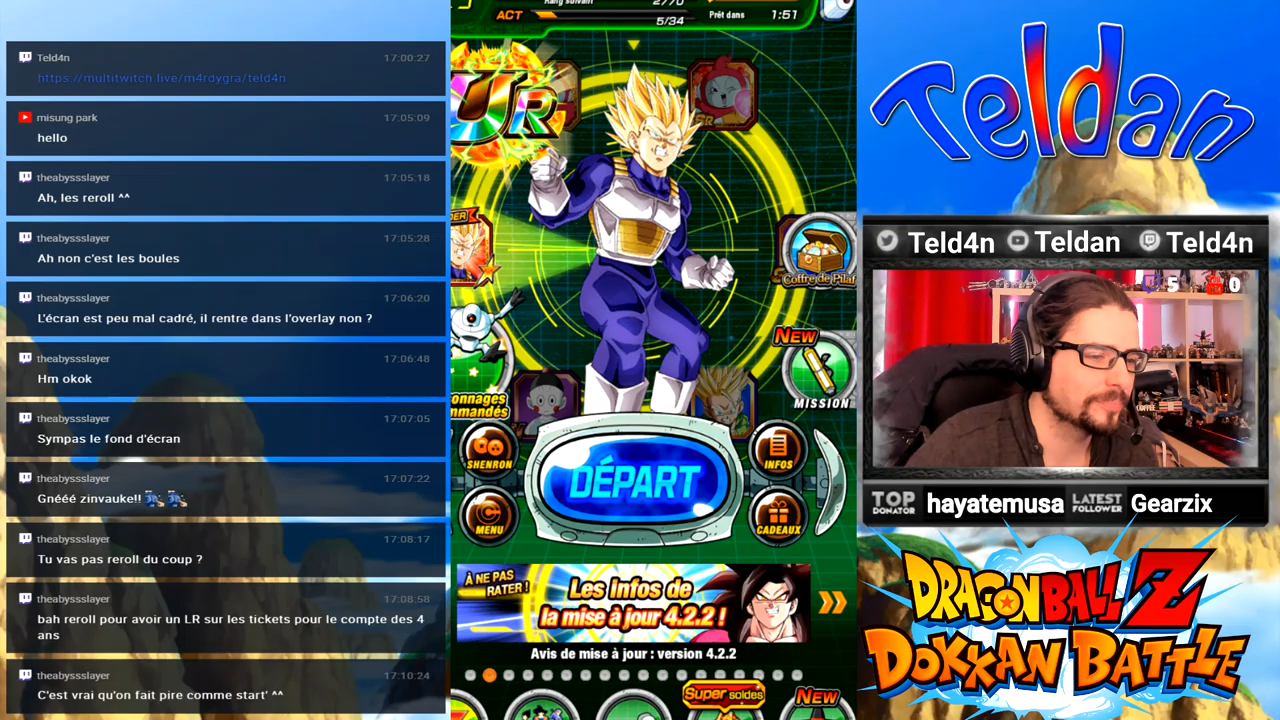 Teld4n 17:00:27
https://multitwitch.live/m4rdygra/teld4n
misung park 17:05:09
hello
theabyssslayer 17:05:18
Ah, les reroll ^^
theabyssslayer 17:05:28
Ah non c'est les boules
theabyssslayer 17:06:20
L'écran est peu mal cadré, il rentre dans l'overlay non ?
theabyssslayer 17:06:48
Hm okok
theabyssslayer 17:07:05
Sympas le fond d'écran
theabyssslayer 17:07:22
Gnééé zinvauke!!
theabyssslayer 17:08:17
Tu vas pas reroll du coup ?
theabyssslayer 17:08:58
bah reroll pour avoir un LR sur les tickets pour le compte des 4
ans
theabyssslayer 17:10:24
C'est vrai qu'on fait pire comme start' ^^
Rang suivant
ACT 5/34
Prêt dans 1:51
UR
SR
Coffre de Pilaf
NEW
MISSION
onnages
mmandés
SHENRON
DÉPART
INFOS
MENU
CADEAUX
À NE PAS
RATER !
Les Infos de
la mise à jour 4.2.2 !
Avis de mise à jour : version 4.2.2
Super soldes
NEW
Teldan
Teld4n Teldan Teld4n
5 0
TOP
DONATOR
hayatemusa
LATEST
FOLLOWER
Gearzix
DRAGONBALL Z
DOKKAN BATTLE